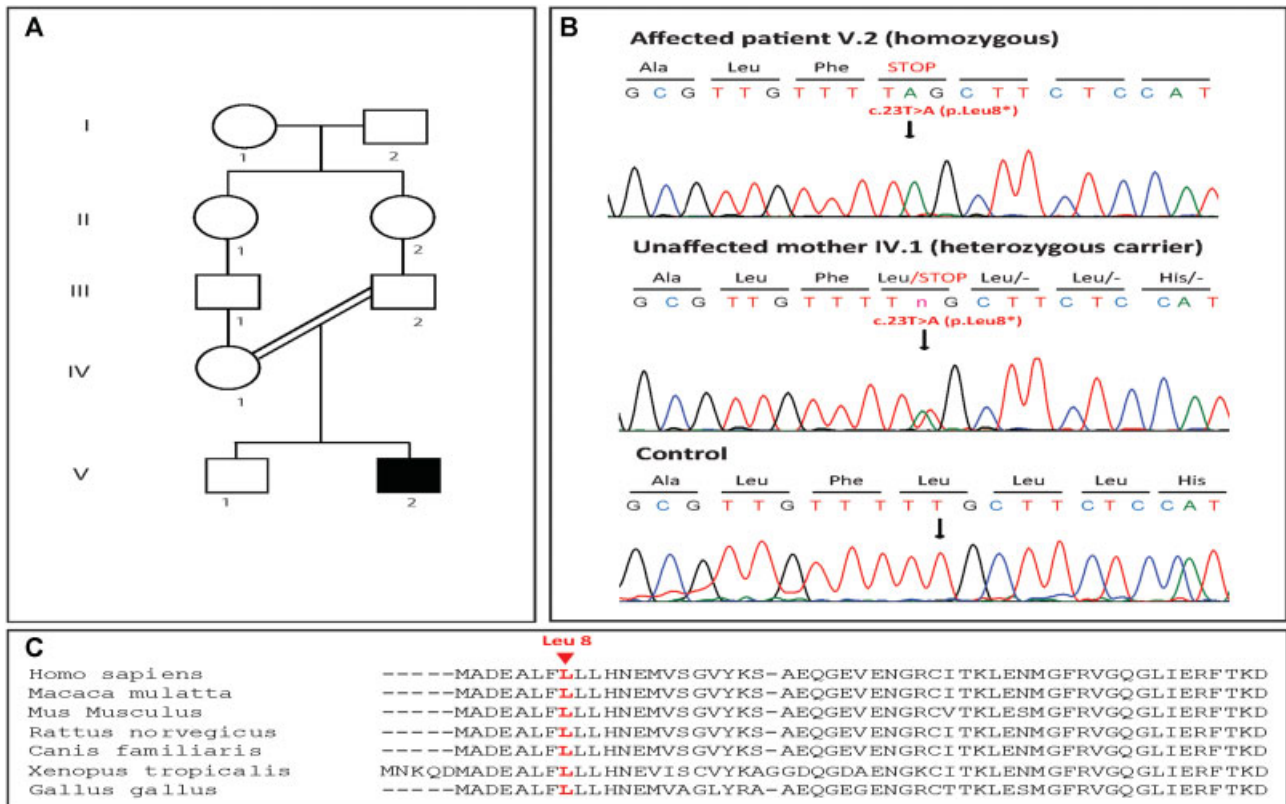 A
I
1
2
II
1
2
III
1
2
IV
1
V
1
2
B
Affected patient V.2 (homozygous)
Ala Leu Phe STOP
G C G T T G T T T T A G C T T C T C C A T
c.23T>A (p.Leu8*)
Unaffected mother IV.1 (heterozygous carrier)
Ala Leu Phe Leu/STOP Leu/- Leu/- His/-
G C G T T G T T T T n G C T T C T C C A T
c.23T>A (p.Leu8*)
Control
Ala Leu Phe Leu Leu Leu His
G C G T T G T T T T T G C T T C T C C A T
C
Leu 8
Homo sapiens -----MADEALFLLLHNEMVSGVYKS-AEQGEVENGRCITKLENMGFRVGQGLIERFTKD
Macaca mulatta -----MADEALFLLLHNEMVSGVYKS-AEQGEVENGRCITKLENMGFRVGQGLIERFTKD
Mus Musculus -----MADEALFLLLHNEMVSGVYKS-AEQGEVENGRCVTKLESMGFRVGQGLIERFTKD
Rattus norvegicus -----MADEALFLLLHNEMVSGVYKS-AEQGEVENGRCITKLESMGFRVGQGLIERFTKD
Canis familiaris -----MADEALFLLLHNEMVSGVYKS-AEQGEVENGRCITKLENMGFRVGQGLIERFTKD
Xenopus tropicalis MNKQDMADEALFLLLHNEVISCVYKAGGDQGDAENGKCITKLENMGFRVGQGLIERFTKD
Gallus gallus -----MADEALFLLLHNEMVAGLYRA-AEQGEGENGRCTTKLENMGFRVGQGLIERFTKD